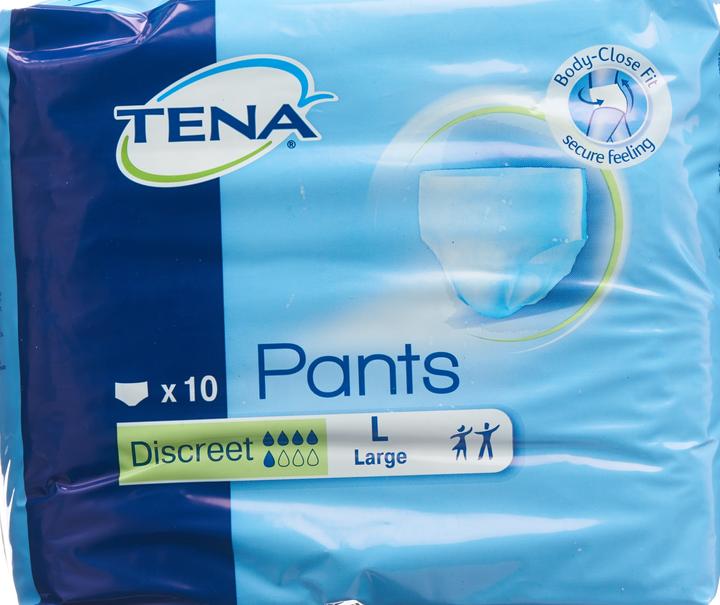 TENA®
Body-Close Fit
secure feeling
Pants
x 10
Discreet
L
Large